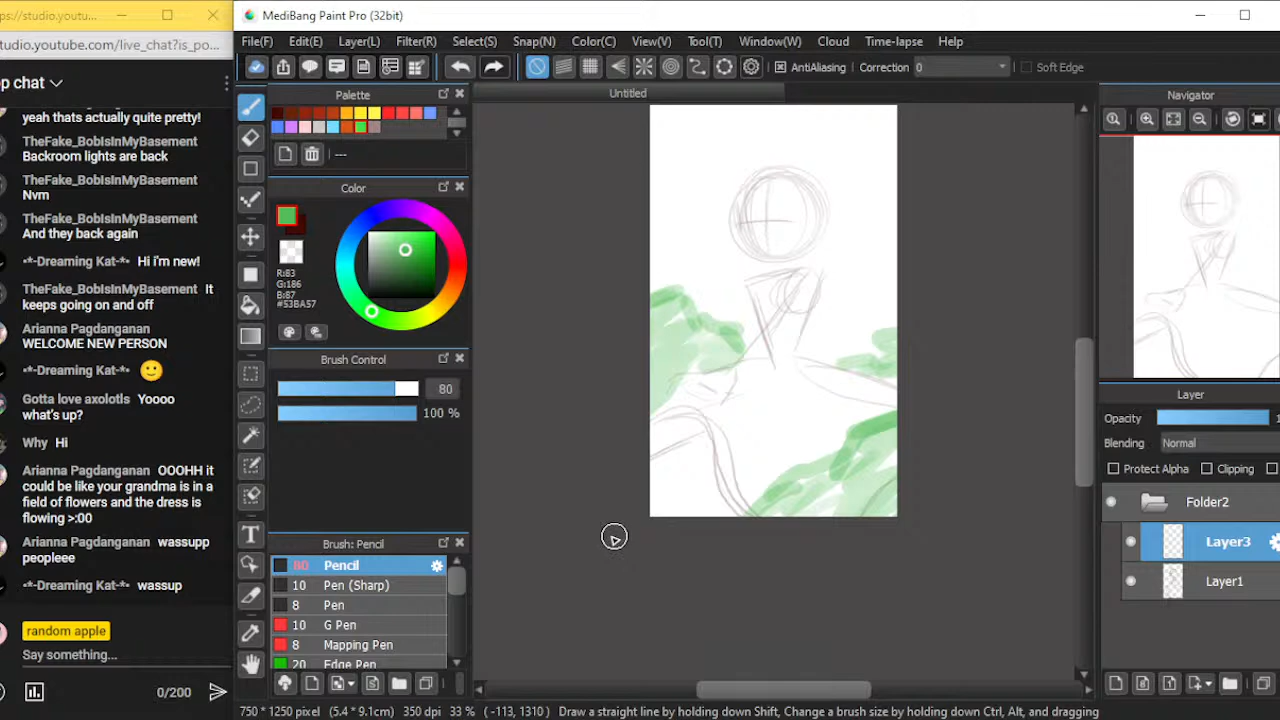 ps://studio.youtu...
studio.youtube.com/live_chat?is_po...
op chat
yeah thats actually quite pretty!
TheFake_BobIsInMyBasement
Backroom lights are back
TheFake_BobIsInMyBasement
Nvm
TheFake_BobIsInMyBasement
And they back again
-*-Dreaming Kat-*- Hi i'm new!
TheFake_BobIsInMyBasement It
keeps going on and off
Arianna Pagdanganan
WELCOME NEW PERSON
-*-Dreaming Kat-*- 🙂
Gotta love axolotls Yoooo
what's up?
Why Hi
Arianna Pagdanganan OOOHH it
could be like your grandma is in a
field of flowers and the dress is
flowing >:00
Arianna Pagdanganan wassupp
peopleee
-*-Dreaming Kat-*- wassup
random apple
Say something...
0/200
MediBang Paint Pro (32bit)
File(F) Edit(E) Layer(L) Filter(R) Select(S) Snap(N) Color(C) View(V) Tool(T) Window(W) Cloud Time-lapse Help
AntiAliasing Correction 0 Soft Edge
Palette
---
Color
R:83
G:186
B:87
#53BA57
Brush Control
80
100 %
Brush: Pencil
80 Pencil
10 Pen (Sharp)
8 Pen
10 G Pen
8 Mapping Pen
20 Edge Pen
T
Untitled
Navigator
Layer
Opacity 1
Blending Normal
Protect Alpha Clipping
Folder2
Layer3
Layer1
750 * 1250 pixel (5.4 * 9.1cm) 350 dpi 33 % ( -113, 1310 ) Draw a straight line by holding down Shift, Change a brush size by holding down Ctrl, Alt, and dragging